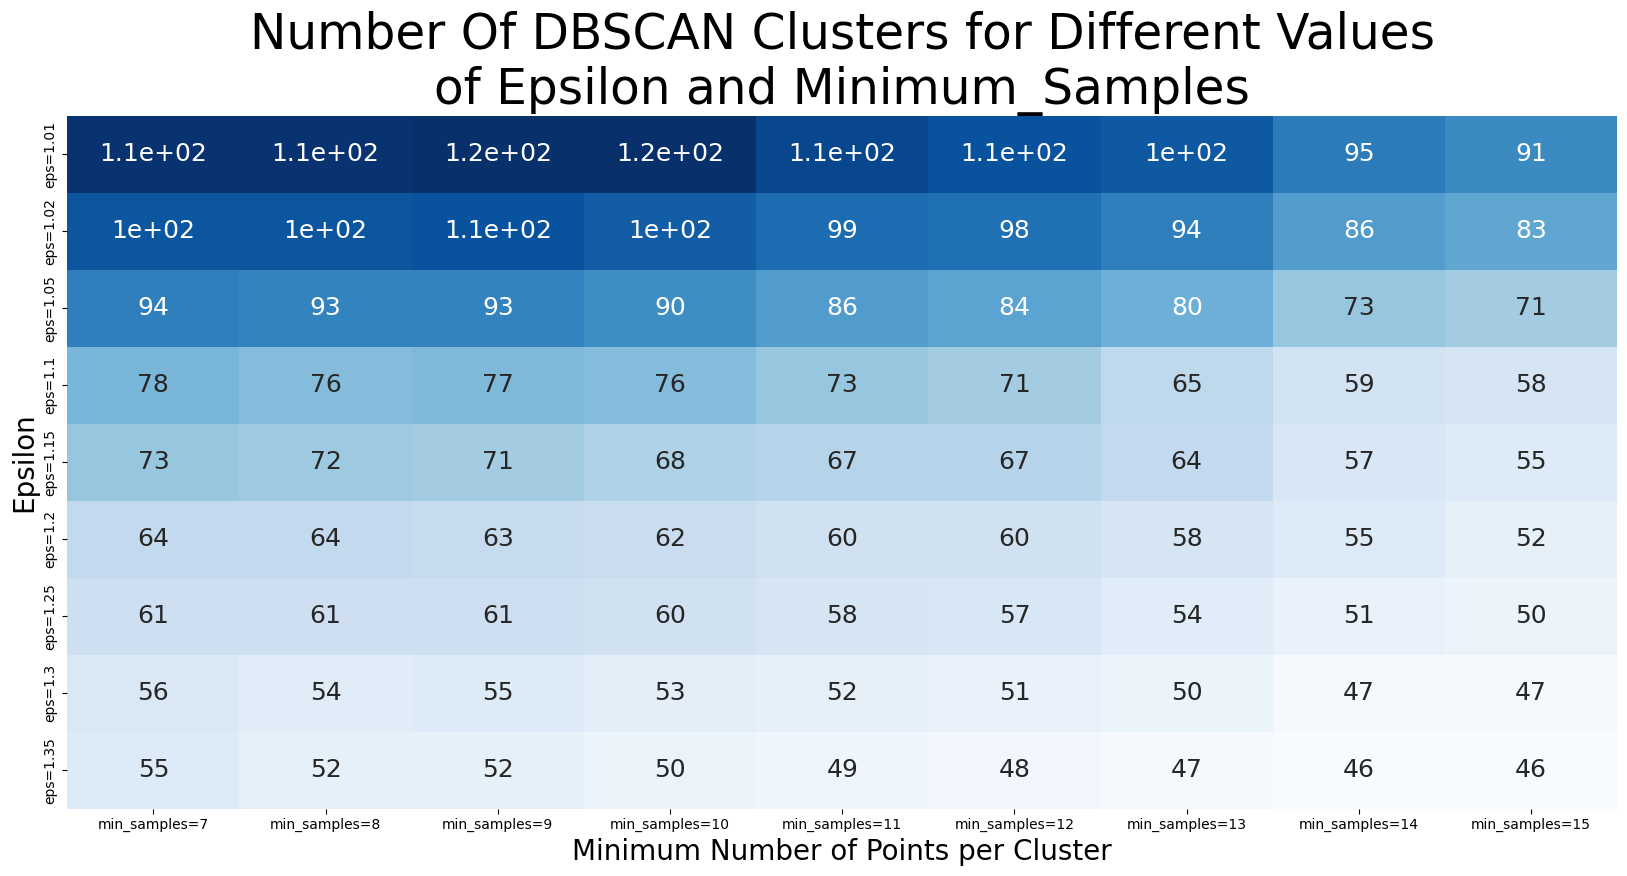 Number Of DBSCAN Clusters for Different Values
of Epsilon and Minimum_Samples
Epsilon
eps=1.01 1.1e+02 1.1e+02 1.2e+02 1.2e+02 1.1e+02 1.1e+02 1e+02 95 91
eps=1.02 1e+02 1e+02 1.1e+02 1e+02 99 98 94 86 83
eps=1.05 94 93 93 90 86 84 80 73 71
eps=1.1 78 76 77 76 73 71 65 59 58
eps=1.15 73 72 71 68 67 67 64 57 55
eps=1.2 64 64 63 62 60 60 58 55 52
eps=1.25 61 61 61 60 58 57 54 51 50
eps=1.3 56 54 55 53 52 51 50 47 47
eps=1.35 55 52 52 50 49 48 47 46 46
min_samples=7 min_samples=8 min_samples=9 min_samples=10 min_samples=11 min_samples=12 min_samples=13 min_samples=14 min_samples=15
Minimum Number of Points per Cluster